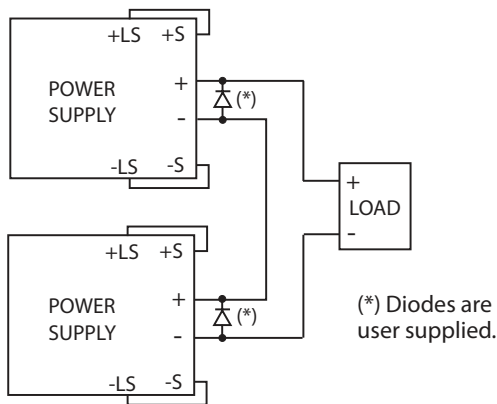 +LS +S
POWER
SUPPLY
+
-
(*)
-LS -S
+
LOAD
-
+LS +S
POWER
SUPPLY
+
-
(*)
-LS -S
(*) Diodes are
user supplied.